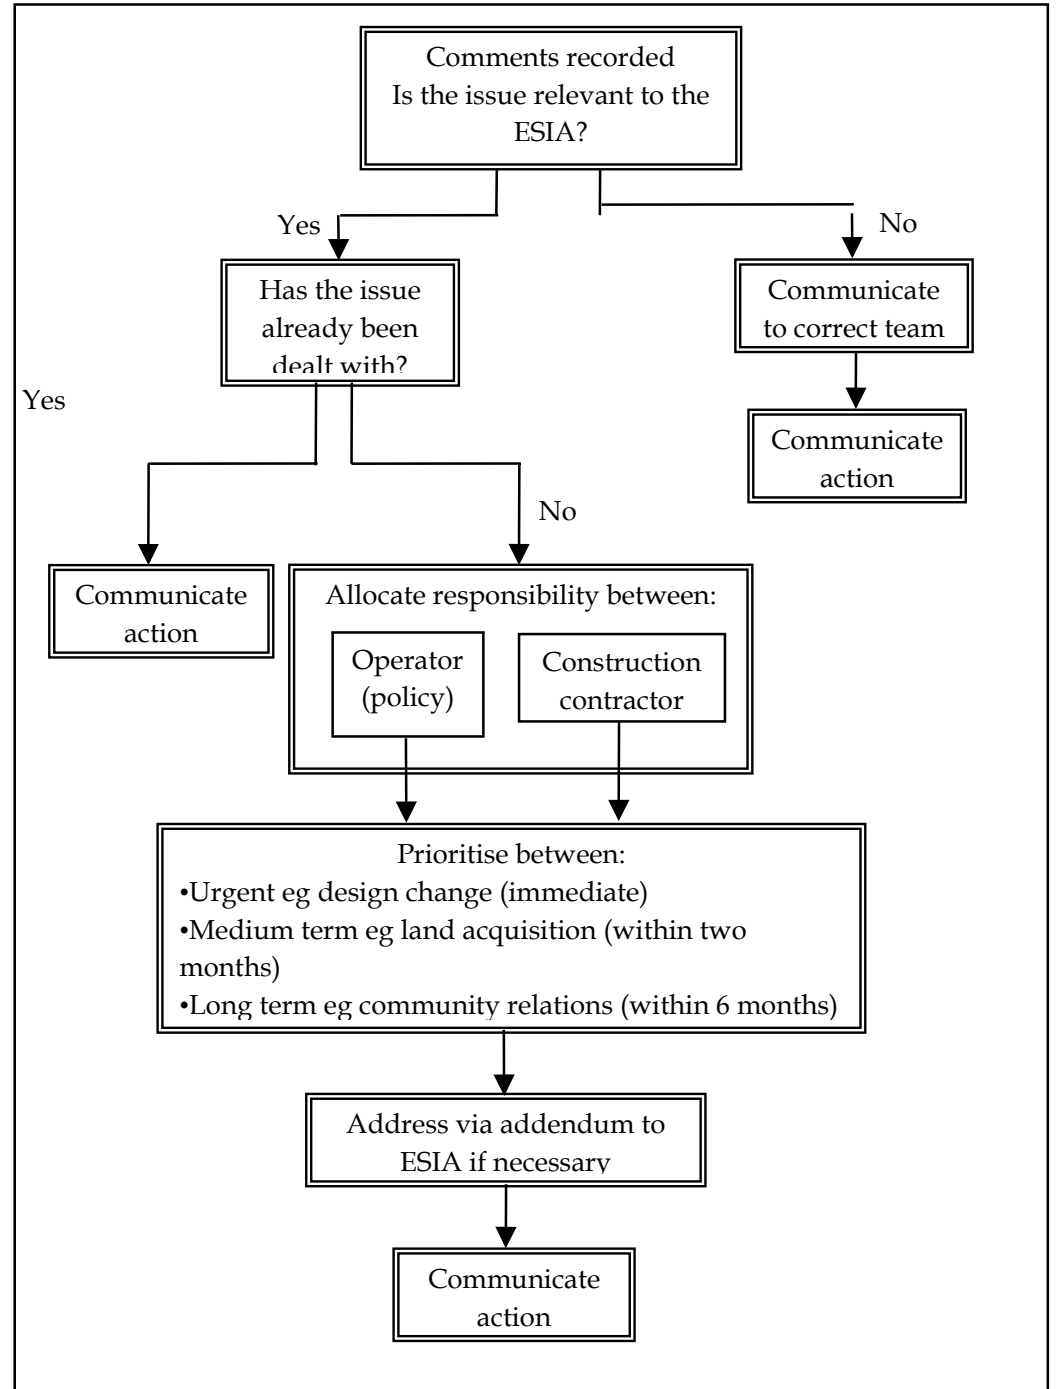 Comments recorded
Is the issue relevant to the
ESIA?
Yes
No
Has the issue
already been
dealt with?
Communicate
to correct team
Yes
Communicate
action
No
Communicate
action
Allocate responsibility between:
Operator
(policy)
Construction
contractor
Prioritise between:
•Urgent eg design change (immediate)
•Medium term eg land acquisition (within two
months)
•Long term eg community relations (within 6 months)
Address via addendum to
ESIA if necessary
Communicate
action